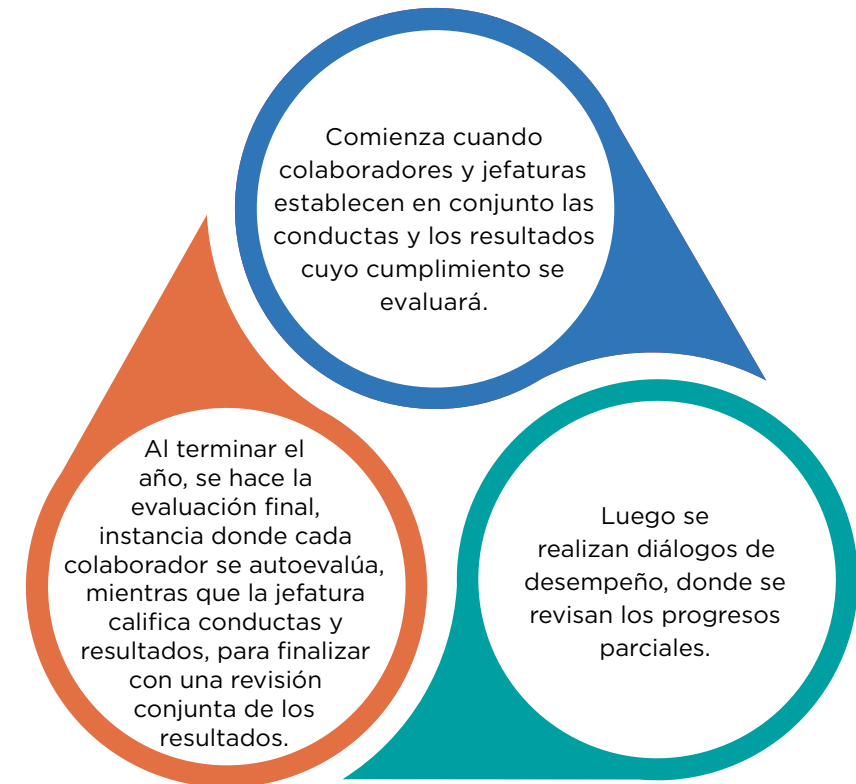 Comienza cuando
colaboradores y jefaturas
establecen en conjunto las
conductas y los resultados
cuyo cumplimiento se
evaluará.
Luego se
realizan diálogos de
desempeño, donde se
revisan los progresos
parciales.
Al terminar el
año, se hace la
evaluación final,
instancia donde cada
colaborador se autoevalúa,
mientras que la jefatura
califica conductas y
resultados, para finalizar
con una revisión
conjunta de los
resultados.